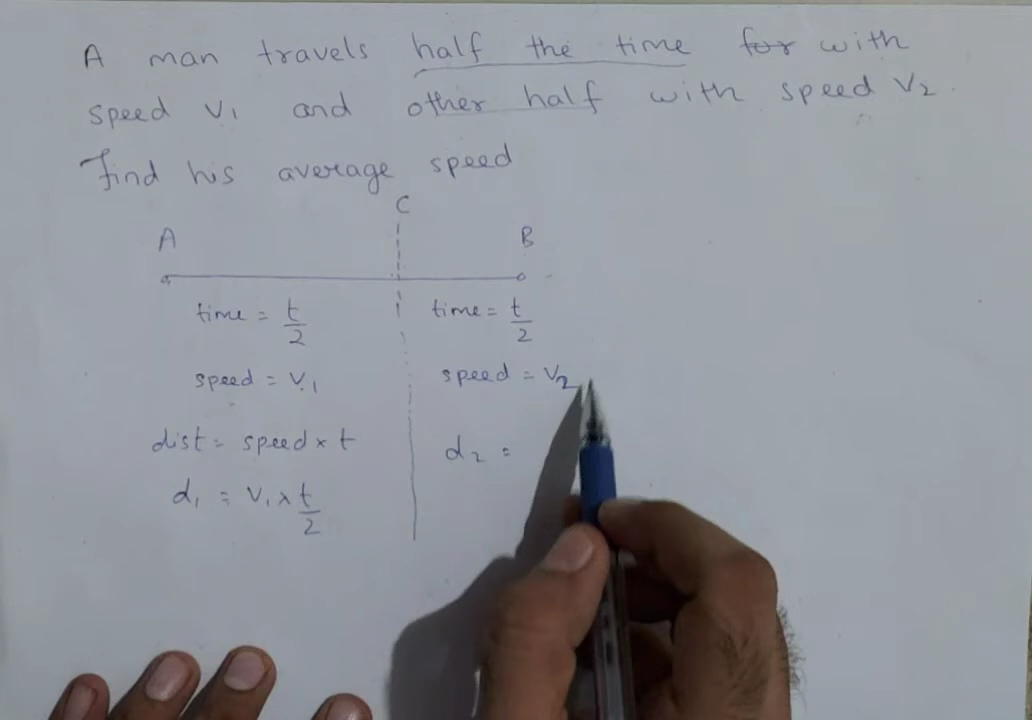 A man travels half the time for with
speed V1 and other half with speed V2.
Find his average speed
C
A B
time = t/2 time = t/2
speed = V1 speed = V2
dist = speed × t d2 =
d1 = V1 × t/2